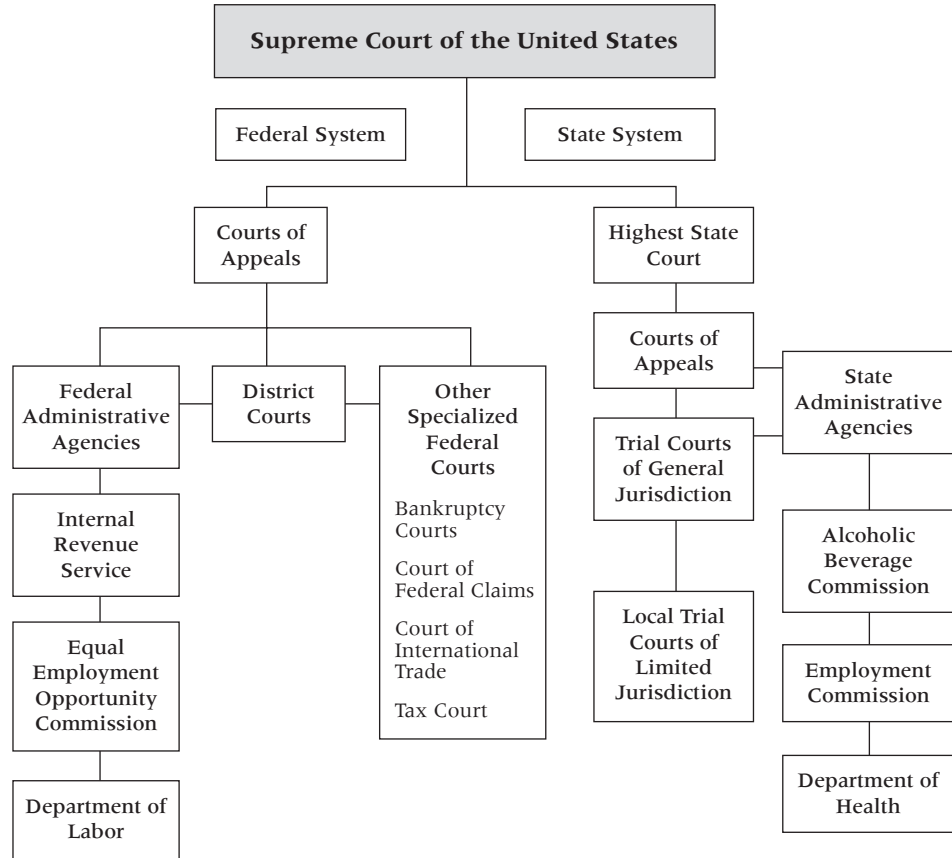 Supreme Court of the United States
Federal System
State System
Courts of
Appeals
Highest State
Court
Courts of
Appeals
Federal
Administrative
Agencies
District
Courts
Other
Specialized
Federal
Courts
Bankruptcy
Courts
Court of
Federal Claims
Court of
International
Trade
Tax Court
State
Administrative
Agencies
Trial Courts
of General
Jurisdiction
Internal
Revenue
Service
Alcoholic
Beverage
Commission
Local Trial
Courts of
Limited
Jurisdiction
Equal
Employment
Opportunity
Commission
Employment
Commission
Department of
Labor
Department of
Health